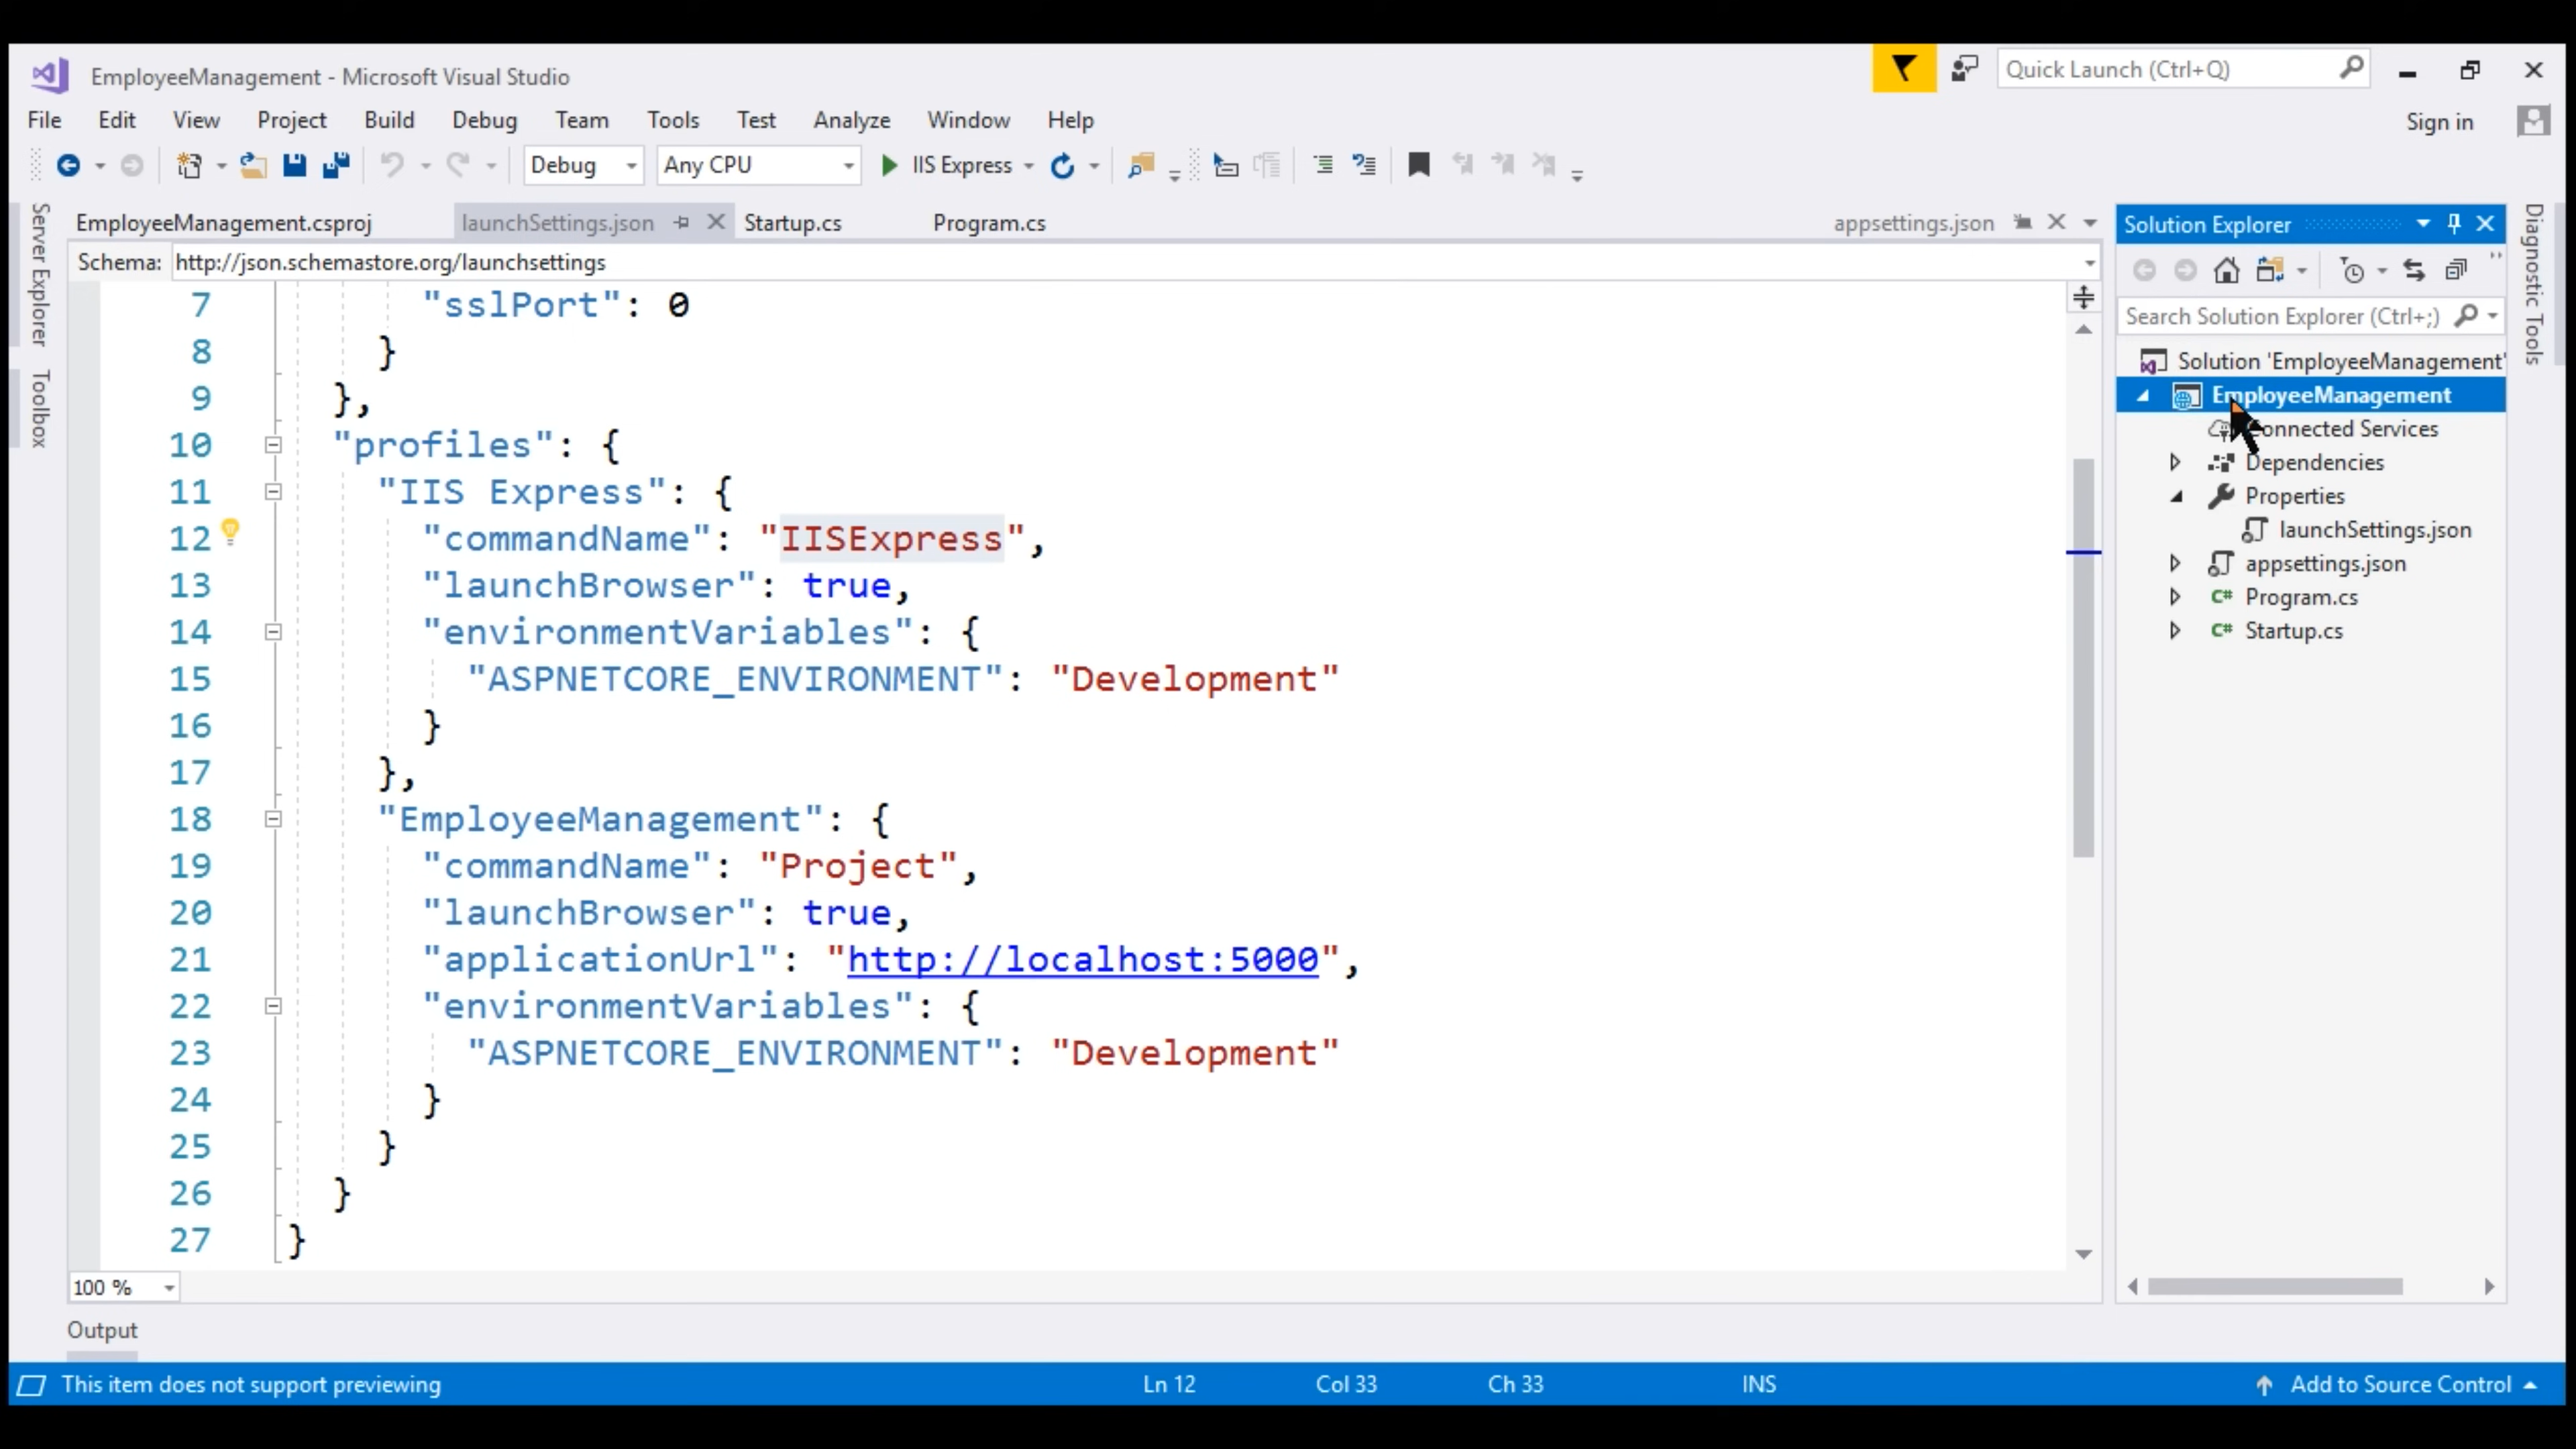 EmployeeManagement - Microsoft Visual Studio
Quick Launch (Ctrl+Q)
File Edit View Project Build Debug Team Tools Test Analyze Window Help
Sign in
Debug Any CPU IIS Express
Server Explorer
Toolbox
EmployeeManagement.csproj launchSettings.json Startup.cs Program.cs appsettings.json
Schema: http://json.schemastore.org/launchsettings
7 "sslPort": 0
8 }
9 },
10 "profiles": {
11 "IIS Express": {
12 "commandName": "IISExpress",
13 "launchBrowser": true,
14 "environmentVariables": {
15 "ASPNETCORE_ENVIRONMENT": "Development"
16 }
17 },
18 "EmployeeManagement": {
19 "commandName": "Project",
20 "launchBrowser": true,
21 "applicationUrl": "http://localhost:5000",
22 "environmentVariables": {
23 "ASPNETCORE_ENVIRONMENT": "Development"
24 }
25 }
26 }
27 }
100 %
Solution Explorer
Search Solution Explorer (Ctrl+;)
Solution 'EmployeeManagement'
EmployeeManagement
Connected Services
Dependencies
Properties
launchSettings.json
appsettings.json
C# Program.cs
C# Startup.cs
Diagnostic Tools
Output
This item does not support previewing Ln 12 Col 33 Ch 33 INS Add to Source Control